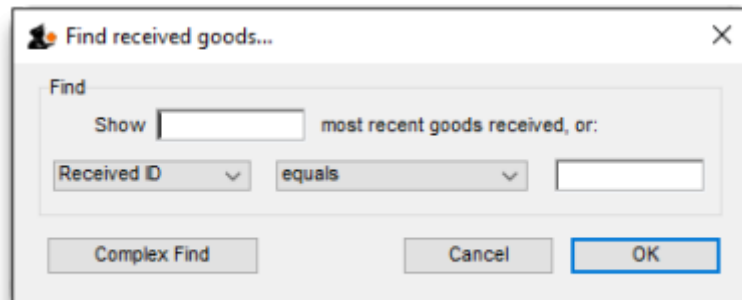 Find received goods...
Find
Show most recent goods received, or:
Received ID equals
Complex Find Cancel OK